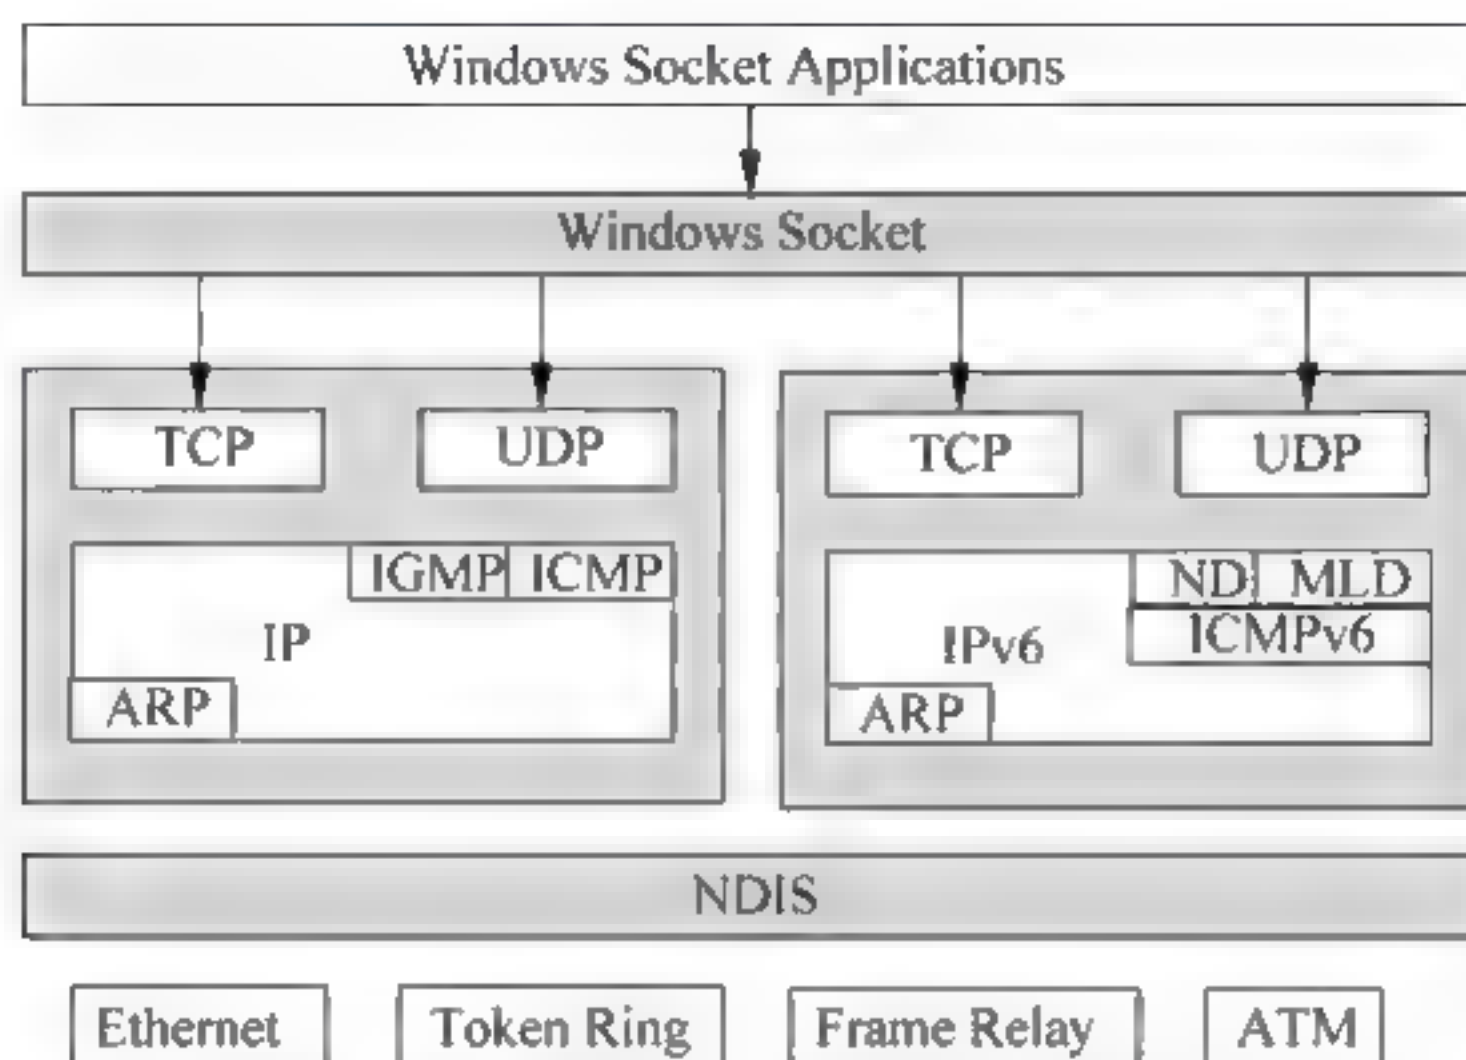 Windows Socket Applications
Windows Socket
TCP UDP TCP UDP
IGMP ICMP ND MLD
IP IPv6 ICMPv6
ARP ARP
NDIS
Ethernet Token Ring Frame Relay ATM